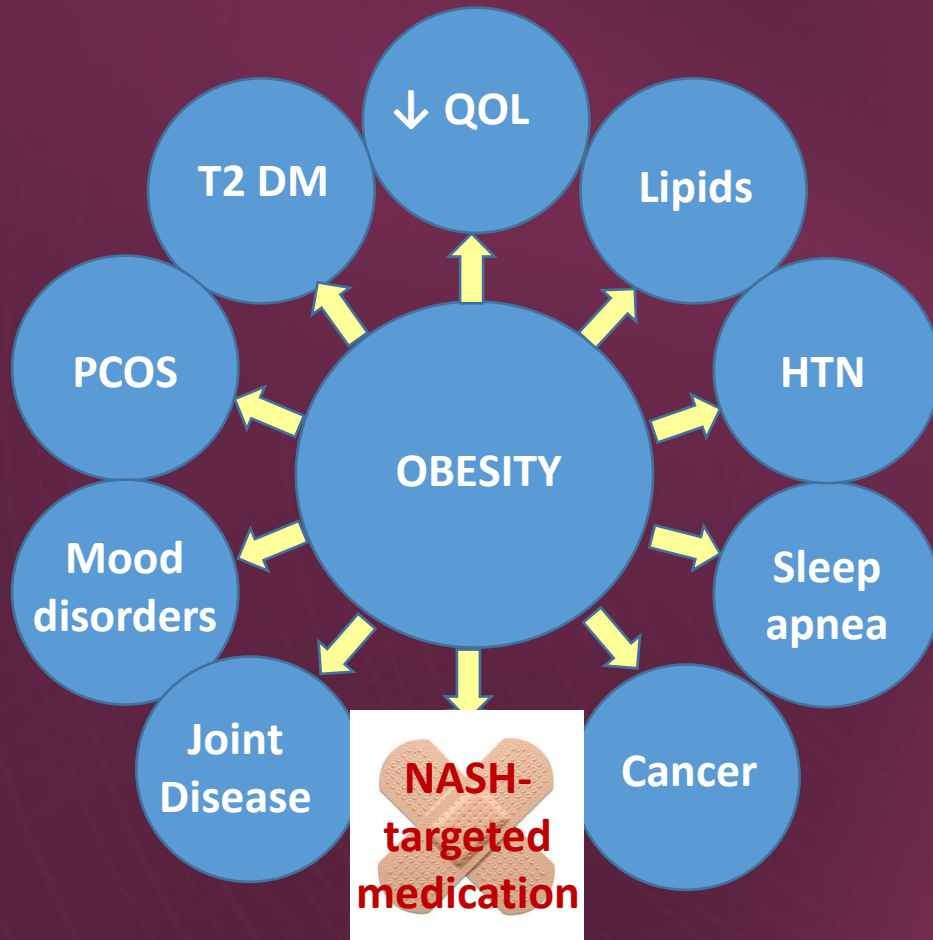 ↓ QOL
T2 DM
Lipids
PCOS
HTN
OBESITY
Mood
disorders
Sleep
apnea
Joint
Disease
Cancer
NASH-
targeted
medication